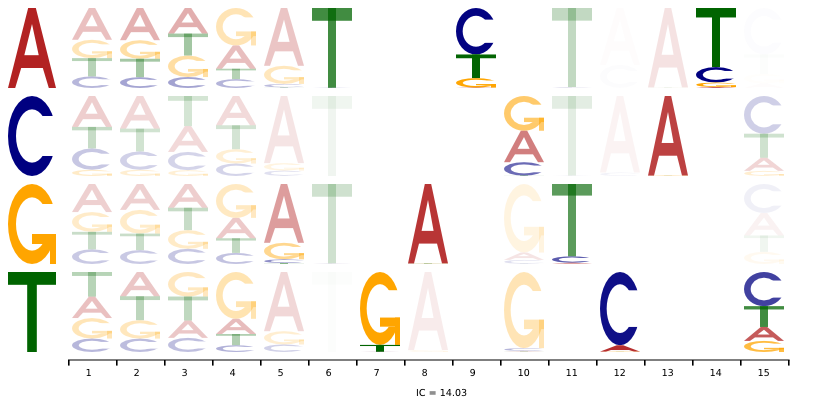 A A A A G A T C T A A T C
G G T A G T A
T T G T T C
C C C C G G
C A A T A A T G T A A C
T T A G A T
C C C G C A
G A A A G A T A G T C
G G T A A A
T T G T G T
C C C C C A C G
T T A G G A G A G C C
A T T A T T
G G A T G A
C C C C T A G
1 2 3 4 5 6 7 8 9 10 11 12 13 14 15
IC = 14.03